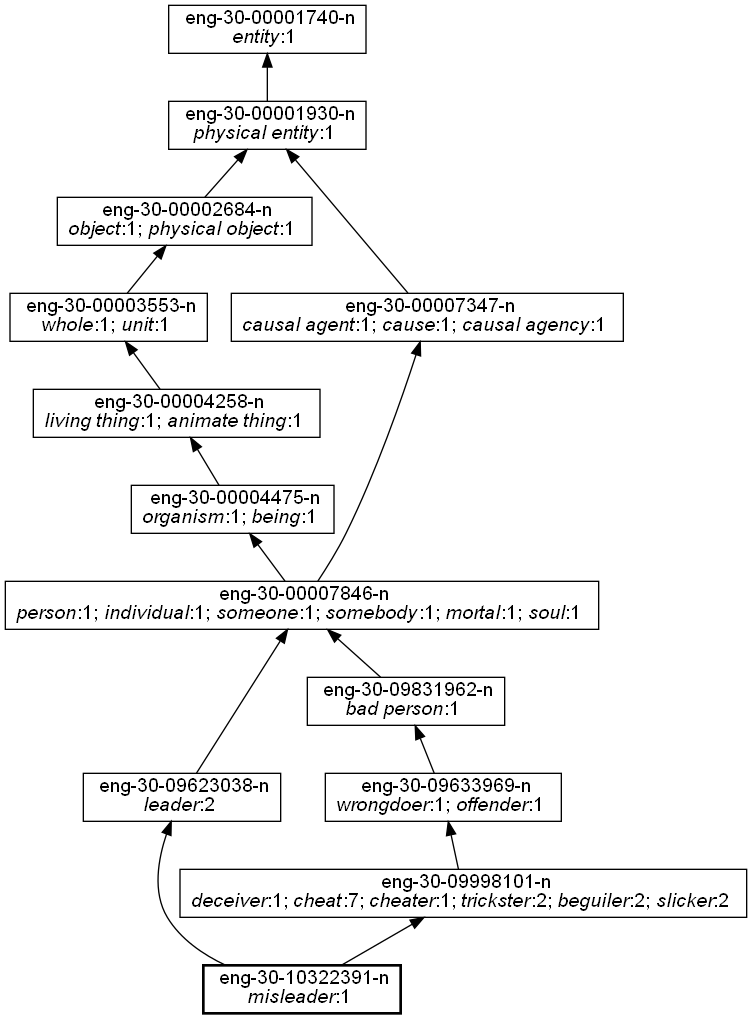 eng-30-00001740-n
entity:1
eng-30-00001930-n
physical entity:1
eng-30-00002684-n
object:1; physical object:1
eng-30-00003553-n
whole:1; unit:1
eng-30-00007347-n
causal agent:1; cause:1; causal agency:1
eng-30-00004258-n
living thing:1; animate thing:1
eng-30-00004475-n
organism:1; being:1
eng-30-00007846-n
person:1; individual:1; someone:1; somebody:1; mortal:1; soul:1
eng-30-09831962-n
bad person:1
eng-30-09623038-n
leader:2
eng-30-09633969-n
wrongdoer:1; offender:1
eng-30-09998101-n
deceiver:1; cheat:7; cheater:1; trickster:2; beguiler:2; slicker:2
eng-30-10322391-n
misleader:1